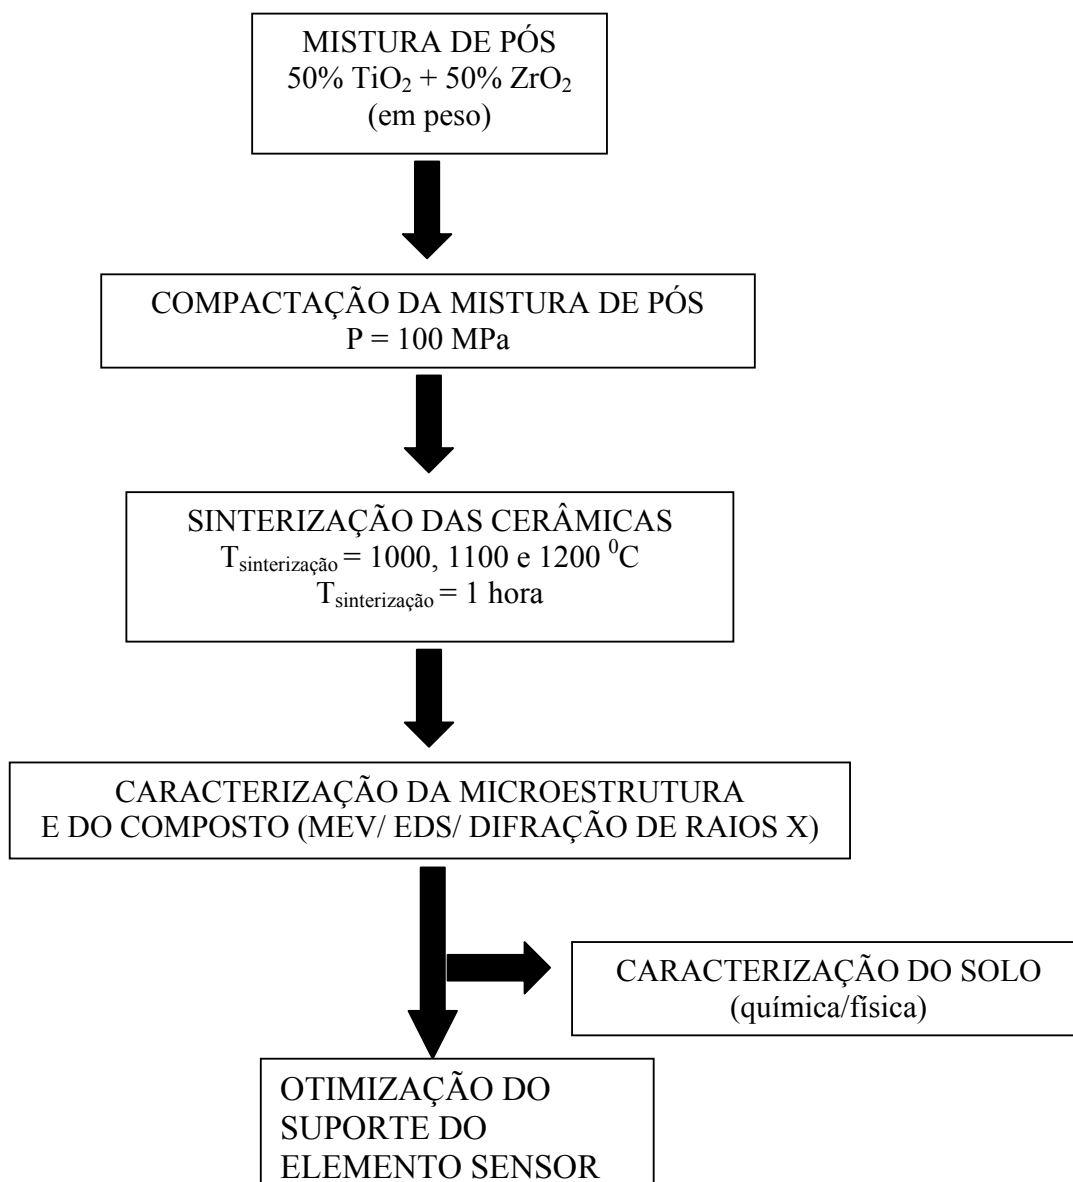 MISTURA DE PÓS
50% TiO₂ + 50% ZrO₂
(em peso)
COMPACTAÇÃO DA MISTURA DE PÓS
P = 100 MPa
SINTERIZAÇÃO DAS CERÂMICAS
Tsinterização = 1000, 1100 e 1200 ⁰C
Tsinterização = 1 hora
CARACTERIZAÇÃO DA MICROESTRUTURA
E DO COMPOSTO (MEV/ EDS/ DIFRAÇÃO DE RAIOS X)
CARACTERIZAÇÃO DO SOLO
(química/física)
OTIMIZAÇÃO DO
SUPORTE DO
ELEMENTO SENSOR